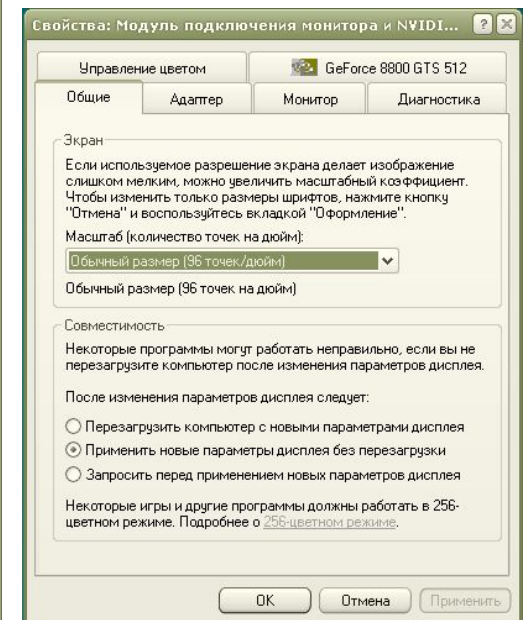 Свойства: Модуль подключения монитора и NVIDI...
Управление цветом
GeForce 8800 GTS 512
Общие
Адаптер
Монитор
Диагностика
Экран
Если используемое разрешение экрана делает изображение
слишком мелким, можно увеличить масштабный коэффициент.
Чтобы изменить только размеры шрифтов, нажмите кнопку
"Отмена" и воспользуйтесь вкладкой "Оформление".
Масштаб (количество точек на дюйм):
Обычный размер (96 точек/дюйм)
Обычный размер (96 точек на дюйм)
Совместимость
Некоторые программы могут работать неправильно, если вы не
перезагрузите компьютер после изменения параметров дисплея.
После изменения параметров дисплея следует:
Перезагрузить компьютер с новыми параметрами дисплея
Применить новые параметры дисплея без перезагрузки
Запросить перед применением новых параметров дисплея
Некоторые игры и другие программы должны работать в 256-
цветном режиме. Подробнее о 256-цветном режиме.
OK
Отмена
Применить